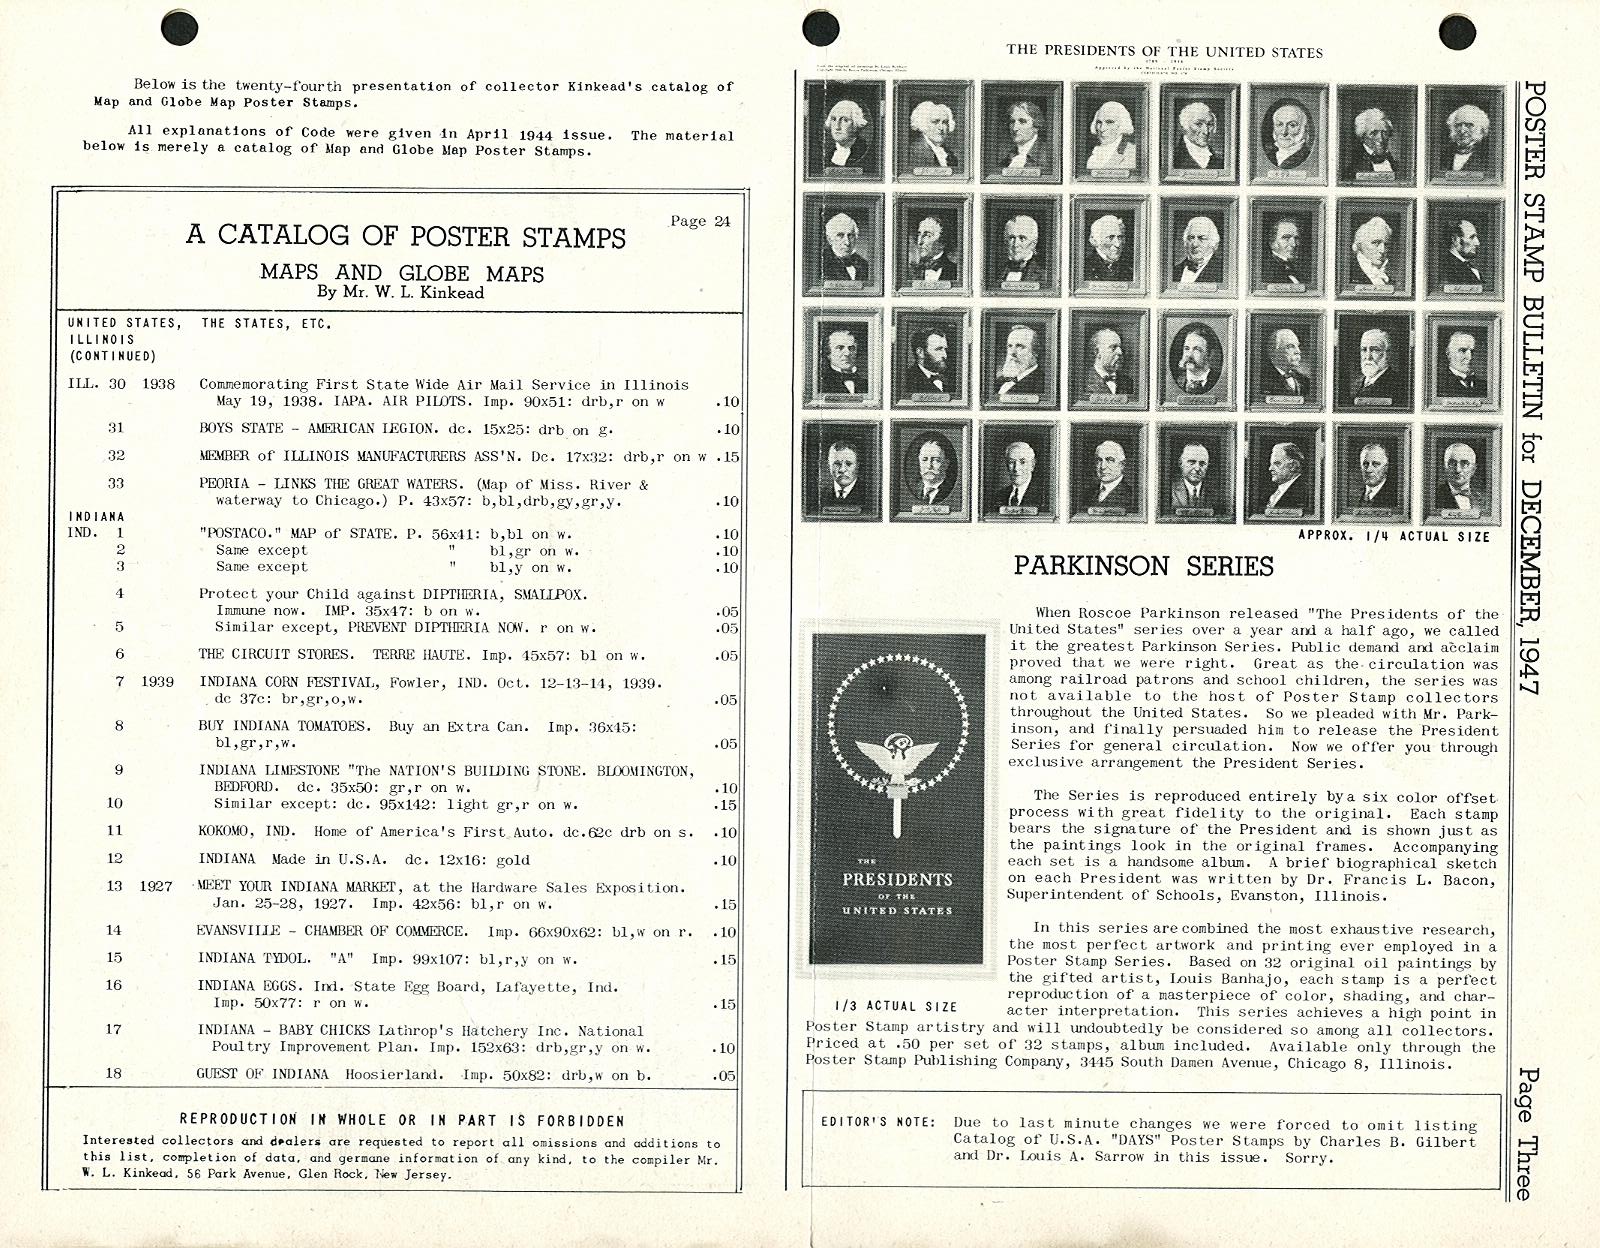 Below is the twenty-fourth presentation of collector Kinkead's catalog of
Map and Globe Map Poster Stamps.
All explanations of Code were given in April 1944 issue. The material
below is merely a catalog of Map and Globe Map Poster Stamps.
Page 24
A CATALOG OF POSTER STAMPS
MAPS AND GLOBE MAPS
By Mr. W. L. Kinkead
UNITED STATES, THE STATES, ETC.
ILLINOIS
(CONTINUED)
ILL. 30 1938 Commemorating First State Wide Air Mail Service in Illinois
May 19, 1938. IAPA. AIR PILOTS. Imp. 90x51: drb,r on w .10
31 BOYS STATE - AMERICAN LEGION. dc. 15x25: drb on g. .10
32 MEMBER of ILLINOIS MANUFACTURERS ASS'N. Dc. 17x32: drb,r on w .15
33 PEORIA - LINKS THE GREAT WATERS. (Map of Miss. River &
waterway to Chicago.) P. 43x57: b,bl,drb,gy,gr,y. .10
INDIANA
IND. 1 "POSTACO." MAP of STATE. P. 56x41: b,bl on w. .10
2 Same except " bl,gr on w. .10
3 Same except " bl,y on w. .10
4 Protect your Child against DIPTHERIA, SMALLPOX.
Immune now. IMP. 35x47: b on w. .05
5 Similar except, PREVENT DIPTHERIA NOW. r on w. .05
6 THE CIRCUIT STORES. TERRE HAUTE. Imp. 45x57: bl on w. .05
7 1939 INDIANA CORN FESTIVAL, Fowler, IND. Oct. 12-13-14, 1939.
dc 37c: br,gr,o,w. .05
8 BUY INDIANA TOMATOES. Buy an Extra Can. Imp. 36x45:
bl,gr,r,w. .05
9 INDIANA LIMESTONE "The NATION'S BUILDING STONE. BLOOMINGTON,
BEDFORD. dc. 35x50: gr,r on w. .10
10 Similar except: dc. 95x142: light gr,r on w. .15
11 KOKOMO, IND. Home of America's First Auto. dc.62c drb on s. .10
12 INDIANA Made in U.S.A. dc. 12x16: gold .10
13 1927 MEET YOUR INDIANA MARKET, at the Hardware Sales Exposition.
Jan. 25-28, 1927. Imp. 42x56: bl,r on w. .15
14 EVANSVILLE - CHAMBER OF COMMERCE. Imp. 66x90x62: bl,w on r. .10
15 INDIANA TYDOL. "A" Imp. 99x107: bl,r,y on w. .15
16 INDIANA EGGS. Ind. State Egg Board, Lafayette, Ind.
Imp. 50x77: r on w. .15
17 INDIANA - BABY CHICKS Lathrop's Hatchery Inc. National
Poultry Improvement Plan. Imp. 152x63: drb,gr,y on w. .10
18 GUEST OF INDIANA Hoosierland. Imp. 50x82: drb,w on b. .05
REPRODUCTION IN WHOLE OR IN PART IS FORBIDDEN
Interested collectors and dealers are requested to report all omissions and additions to
this list, completion of data, and germane information of any kind, to the compiler Mr.
W. L. Kinkead, 56 Park Avenue, Glen Rock, New Jersey.
THE PRESIDENTS OF THE UNITED STATES
APPROX. 1/4 ACTUAL SIZE
PARKINSON SERIES
When Roscoe Parkinson released "The Presidents of the
United States" series over a year and a half ago, we called
it the greatest Parkinson Series. Public demand and acclaim
proved that we were right. Great as the circulation was
among railroad patrons and school children, the series was
not available to the host of Poster Stamp collectors
throughout the United States. So we pleaded with Mr. Park-
inson, and finally persuaded him to release the President
Series for general circulation. Now we offer you through
exclusive arrangement the President Series.
The Series is reproduced entirely by a six color offset
process with great fidelity to the original. Each stamp
bears the signature of the President and is shown just as
the paintings look in the original frames. Accompanying
each set is a handsome album. A brief biographical sketch
on each President was written by Dr. Francis L. Bacon,
Superintendent of Schools, Evanston, Illinois.
In this series are combined the most exhaustive research,
the most perfect artwork and printing ever employed in a
Poster Stamp Series. Based on 32 original oil paintings by
the gifted artist, Louis Banhajo, each stamp is a perfect
reproduction of a masterpiece of color, shading, and char-
acter interpretation. This series achieves a high point in
Poster Stamp artistry and will undoubtedly be considered so among all collectors.
Priced at .50 per set of 32 stamps, album included. Available only through the
Poster Stamp Publishing Company, 3445 South Damen Avenue, Chicago 8, Illinois.
THE
PRESIDENTS
OF THE
UNITED STATES
1/3 ACTUAL SIZE
EDITOR'S NOTE: Due to last minute changes we were forced to omit listing
Catalog of U.S.A. "DAYS" Poster Stamps by Charles B. Gilbert
and Dr. Louis A. Sarrow in this issue. Sorry.
POSTER STAMP BULLETIN for DECEMBER, 1947
Page Three